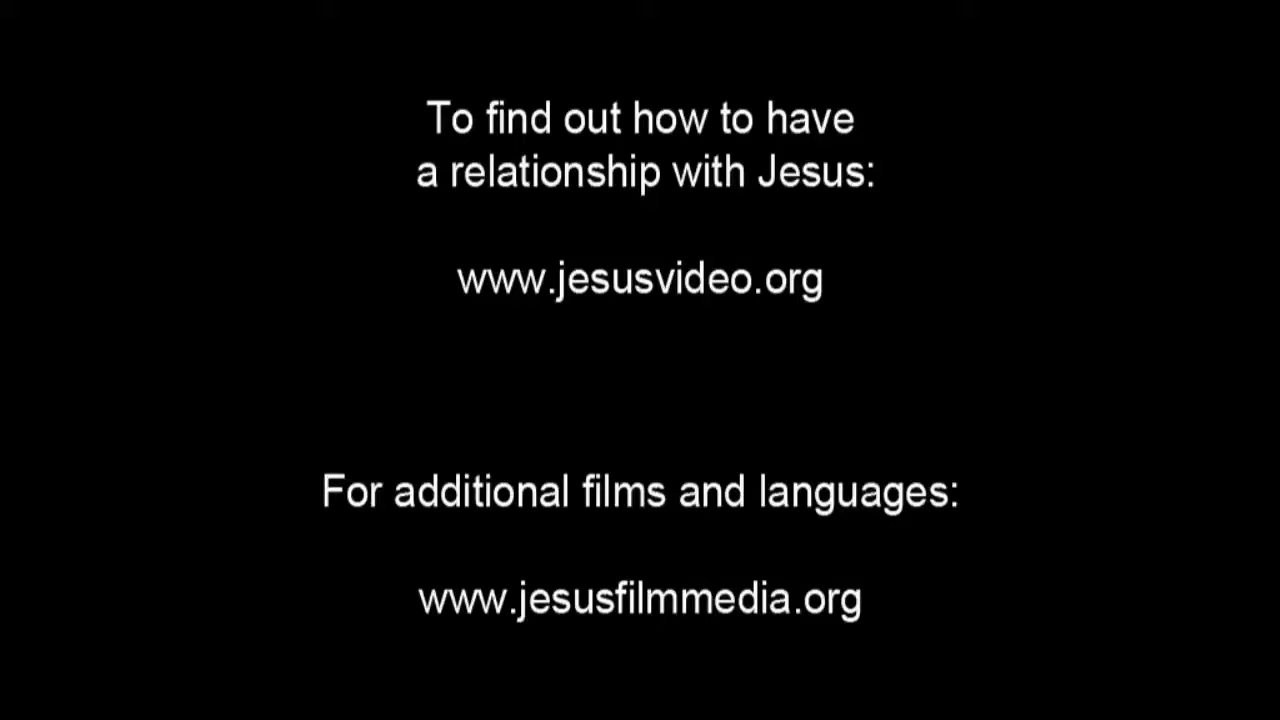 To find out how to have
a relationship with Jesus:
www.jesusvideo.org
For additional films and languages:
www.jesusfilmmedia.org